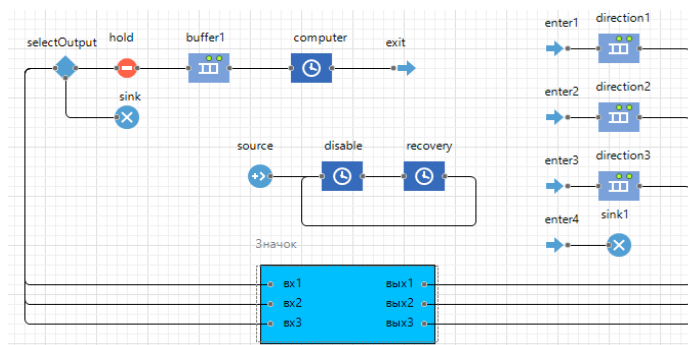 selectOutput
hold
buffer1
computer
exit
sink
source
disable
recovery
enter1
direction1
enter2
direction2
enter3
direction3
enter4
sink1
Значок
вх1
вых1
вх2
вых2
вх3
вых3